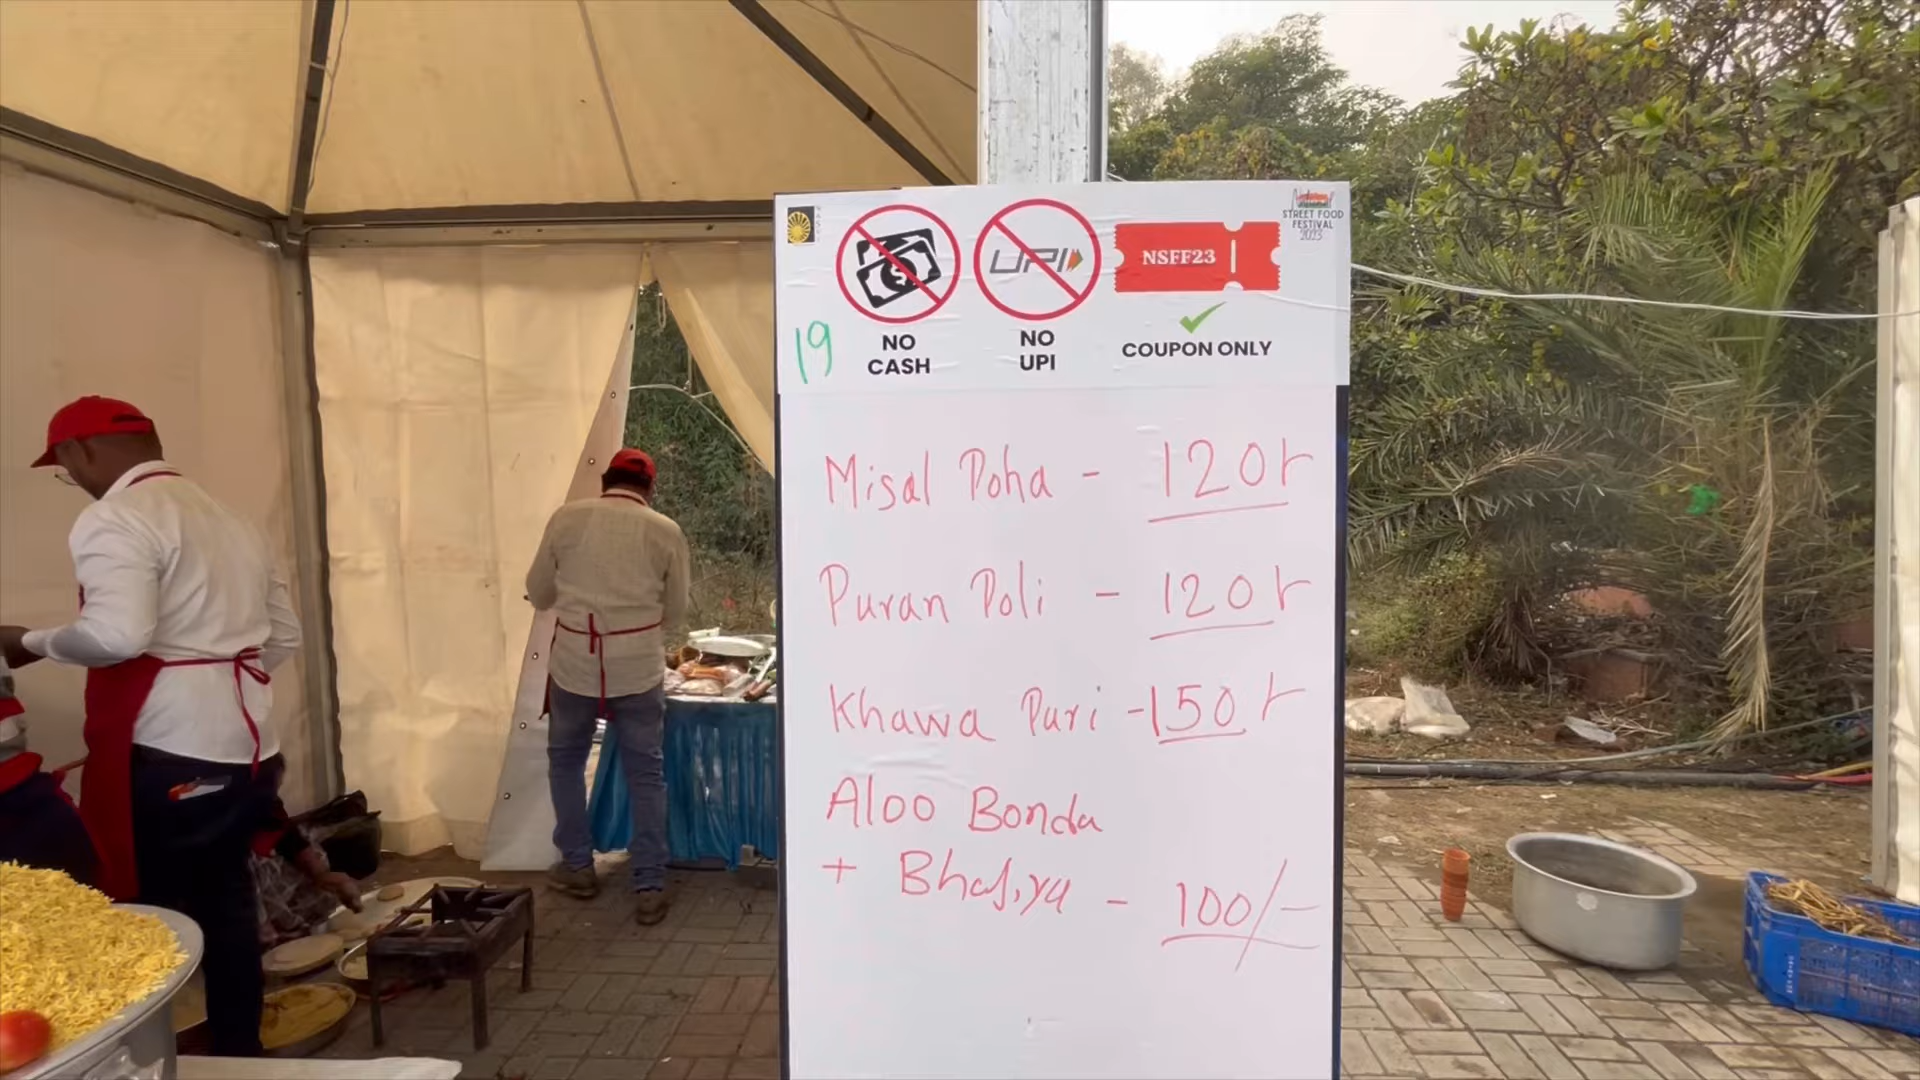 STREET FOOD
FESTIVAL
2023
UPI
NSFF23
19
NO
CASH
NO
UPI
COUPON ONLY
Misal Poha - 120/-
Puran Poli - 120/-
Khawa Puri - 150/-
Aloo Bonda
+ Bhajiya - 100/-